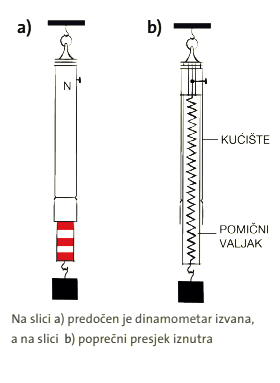 a)
b)
N
KUĆIŠTE
POMIČNI
VALJAK
Na slici a) predočen je dinamometar izvana,
a na slici b) poprečni presjek iznutra